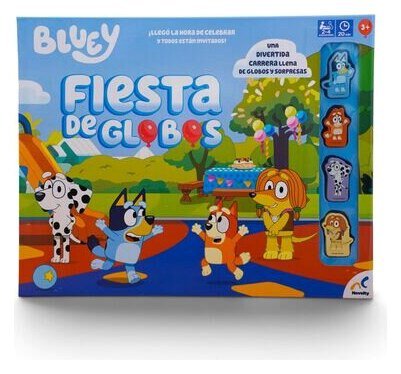 BLUEY
¡LLEGÓ LA HORA DE CELEBRAR
Y TODOS ESTÁN INVITADOS!
FIESTA
DE GLOBOS
UNA
DIVERTIDA
CARRERA LLENA
DE GLOBOS Y SORPRESAS
2-4
20 min
3+
Novelty